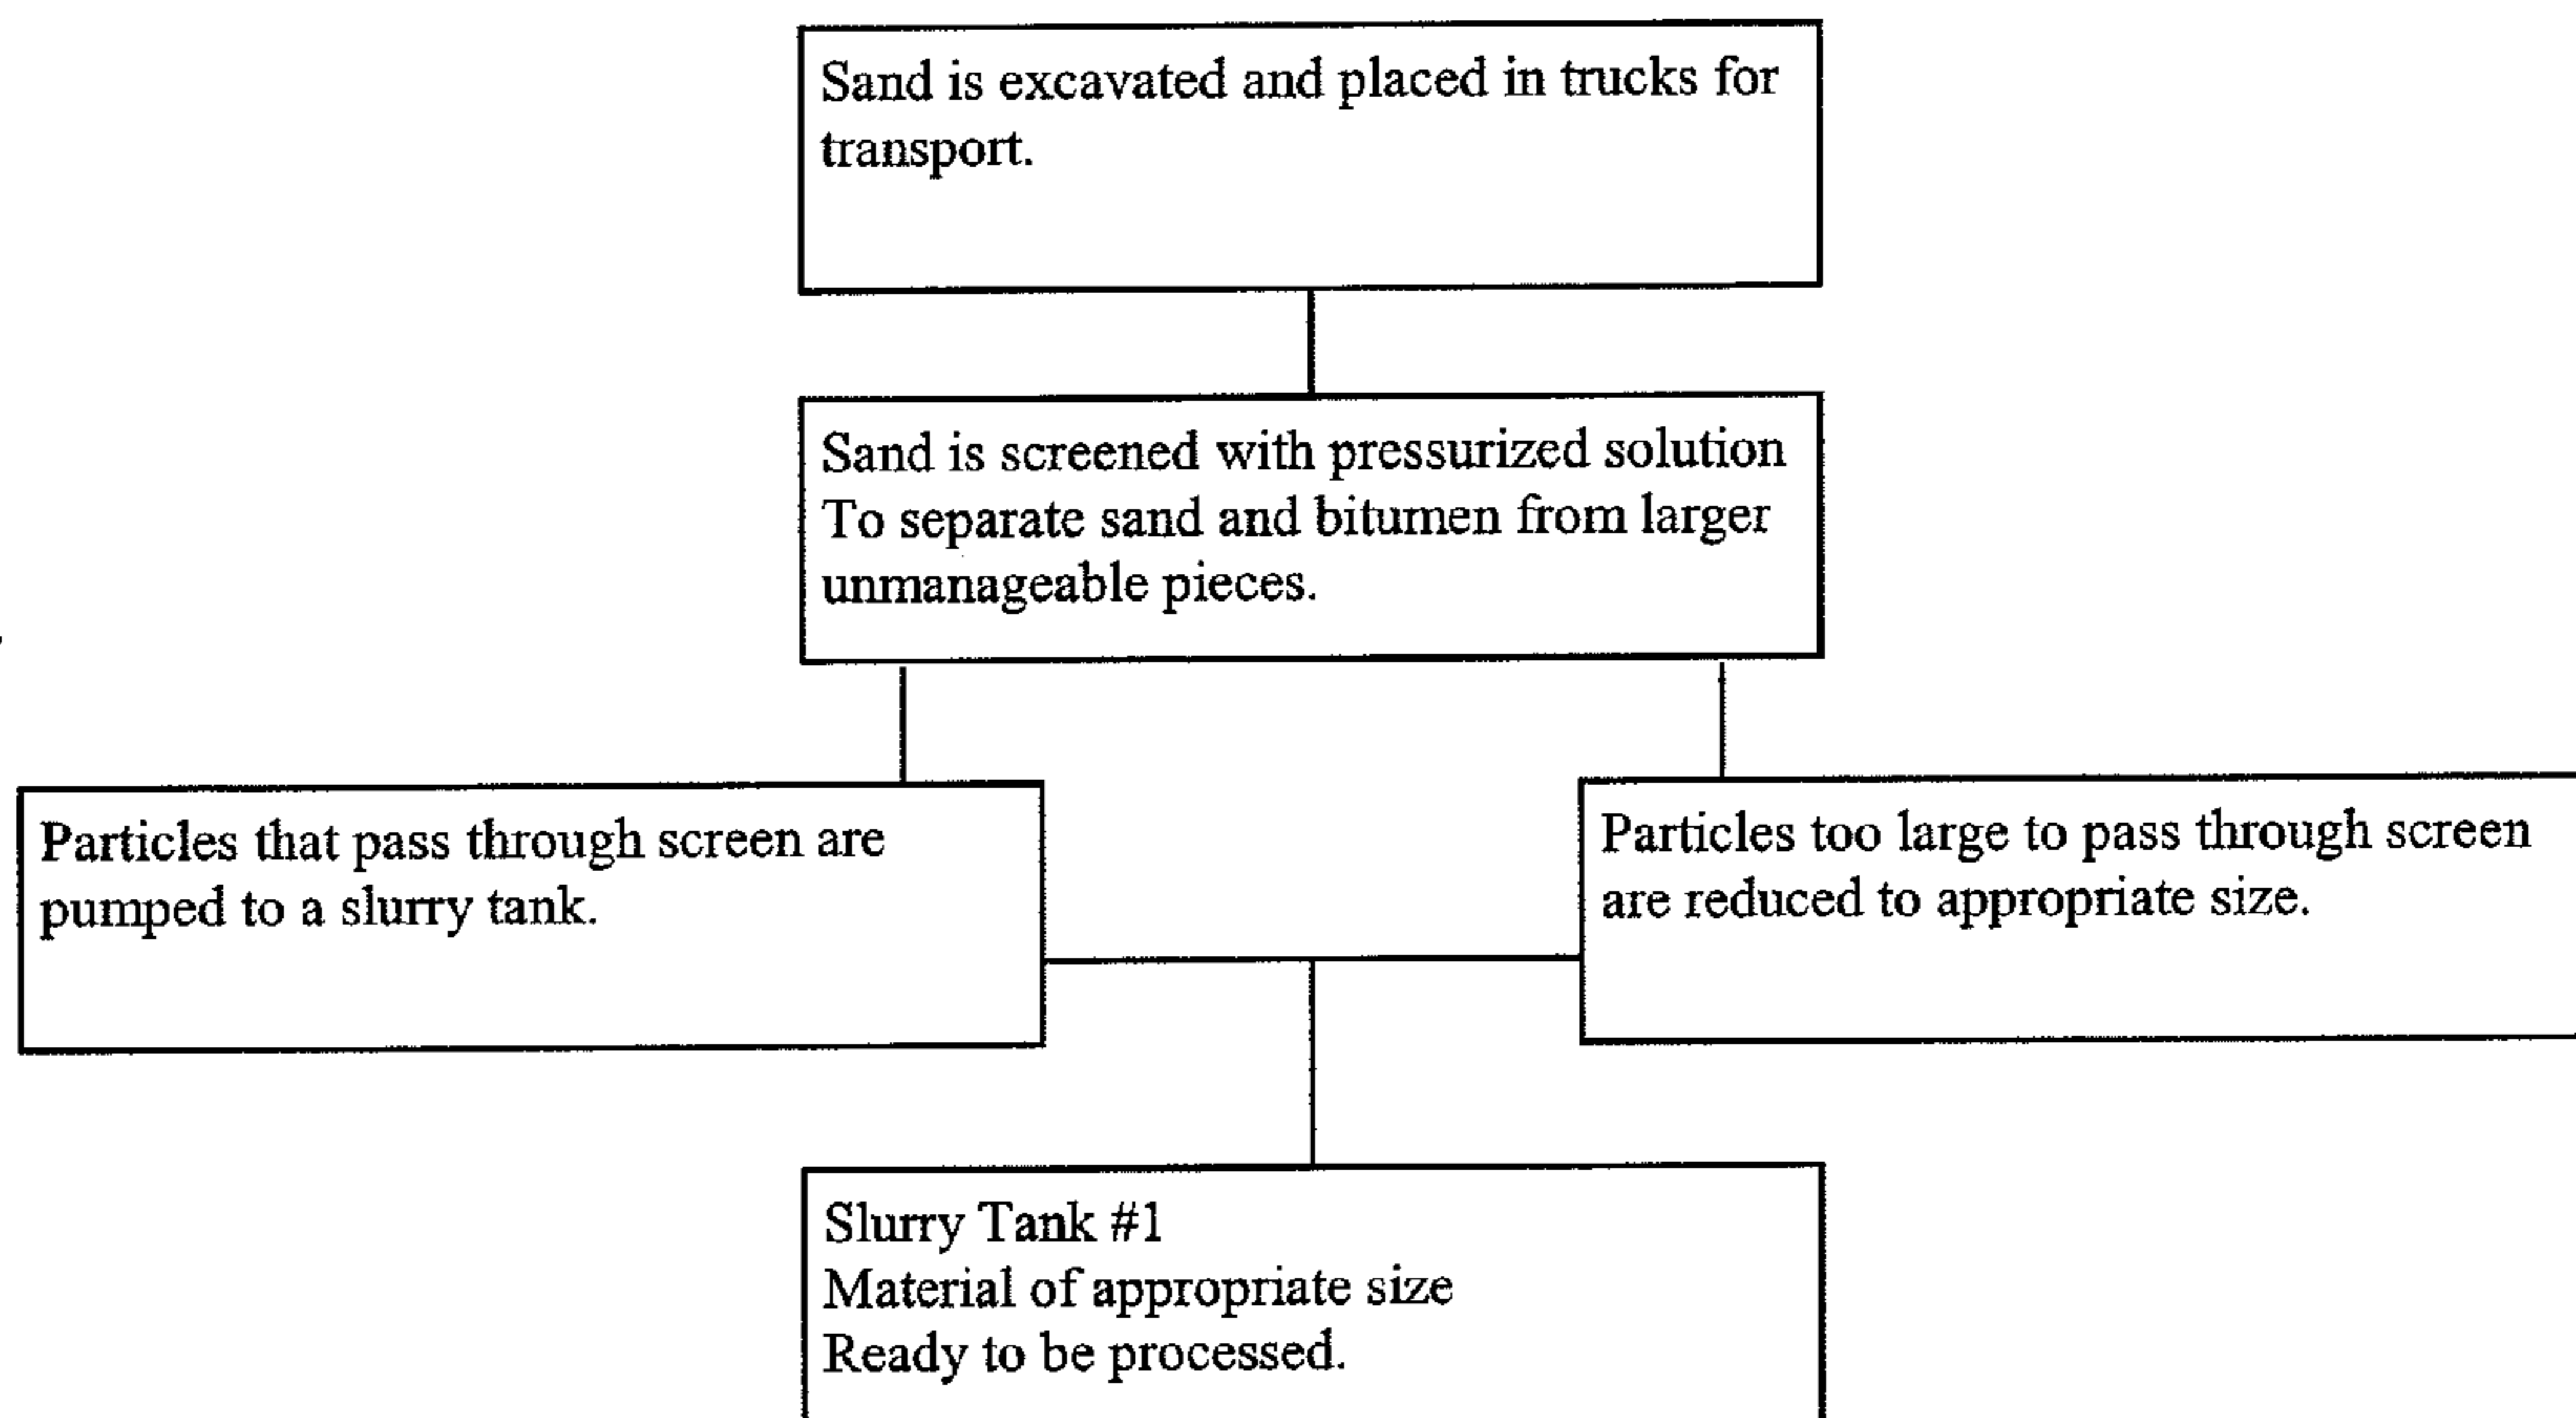 Sand is excavated and placed in trucks for
transport.
Sand is screened with pressurized solution
To separate sand and bitumen from larger
unmanageable pieces.
Particles that pass through screen are
pumped to a slurry tank.
Particles too large to pass through screen
are reduced to appropriate size.
Slurry Tank #1
Material of appropriate size
Ready to be processed.